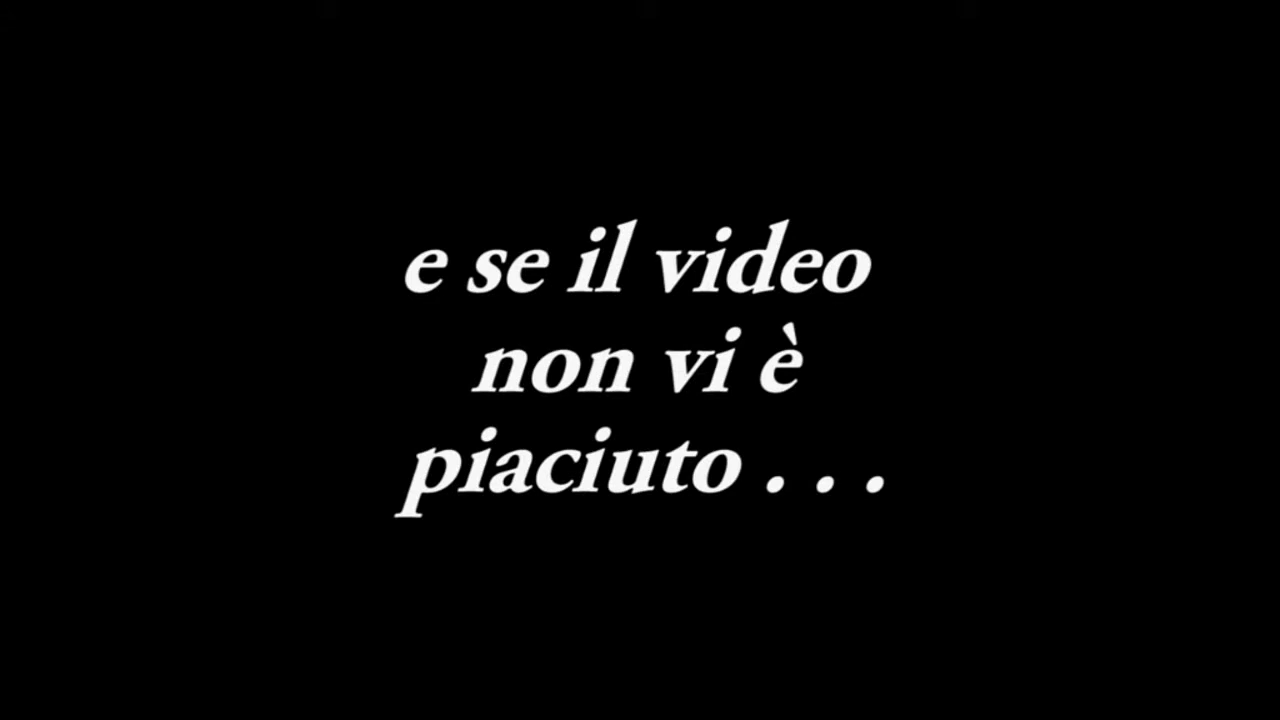 e se il video
non vi è
piaciuto . . .